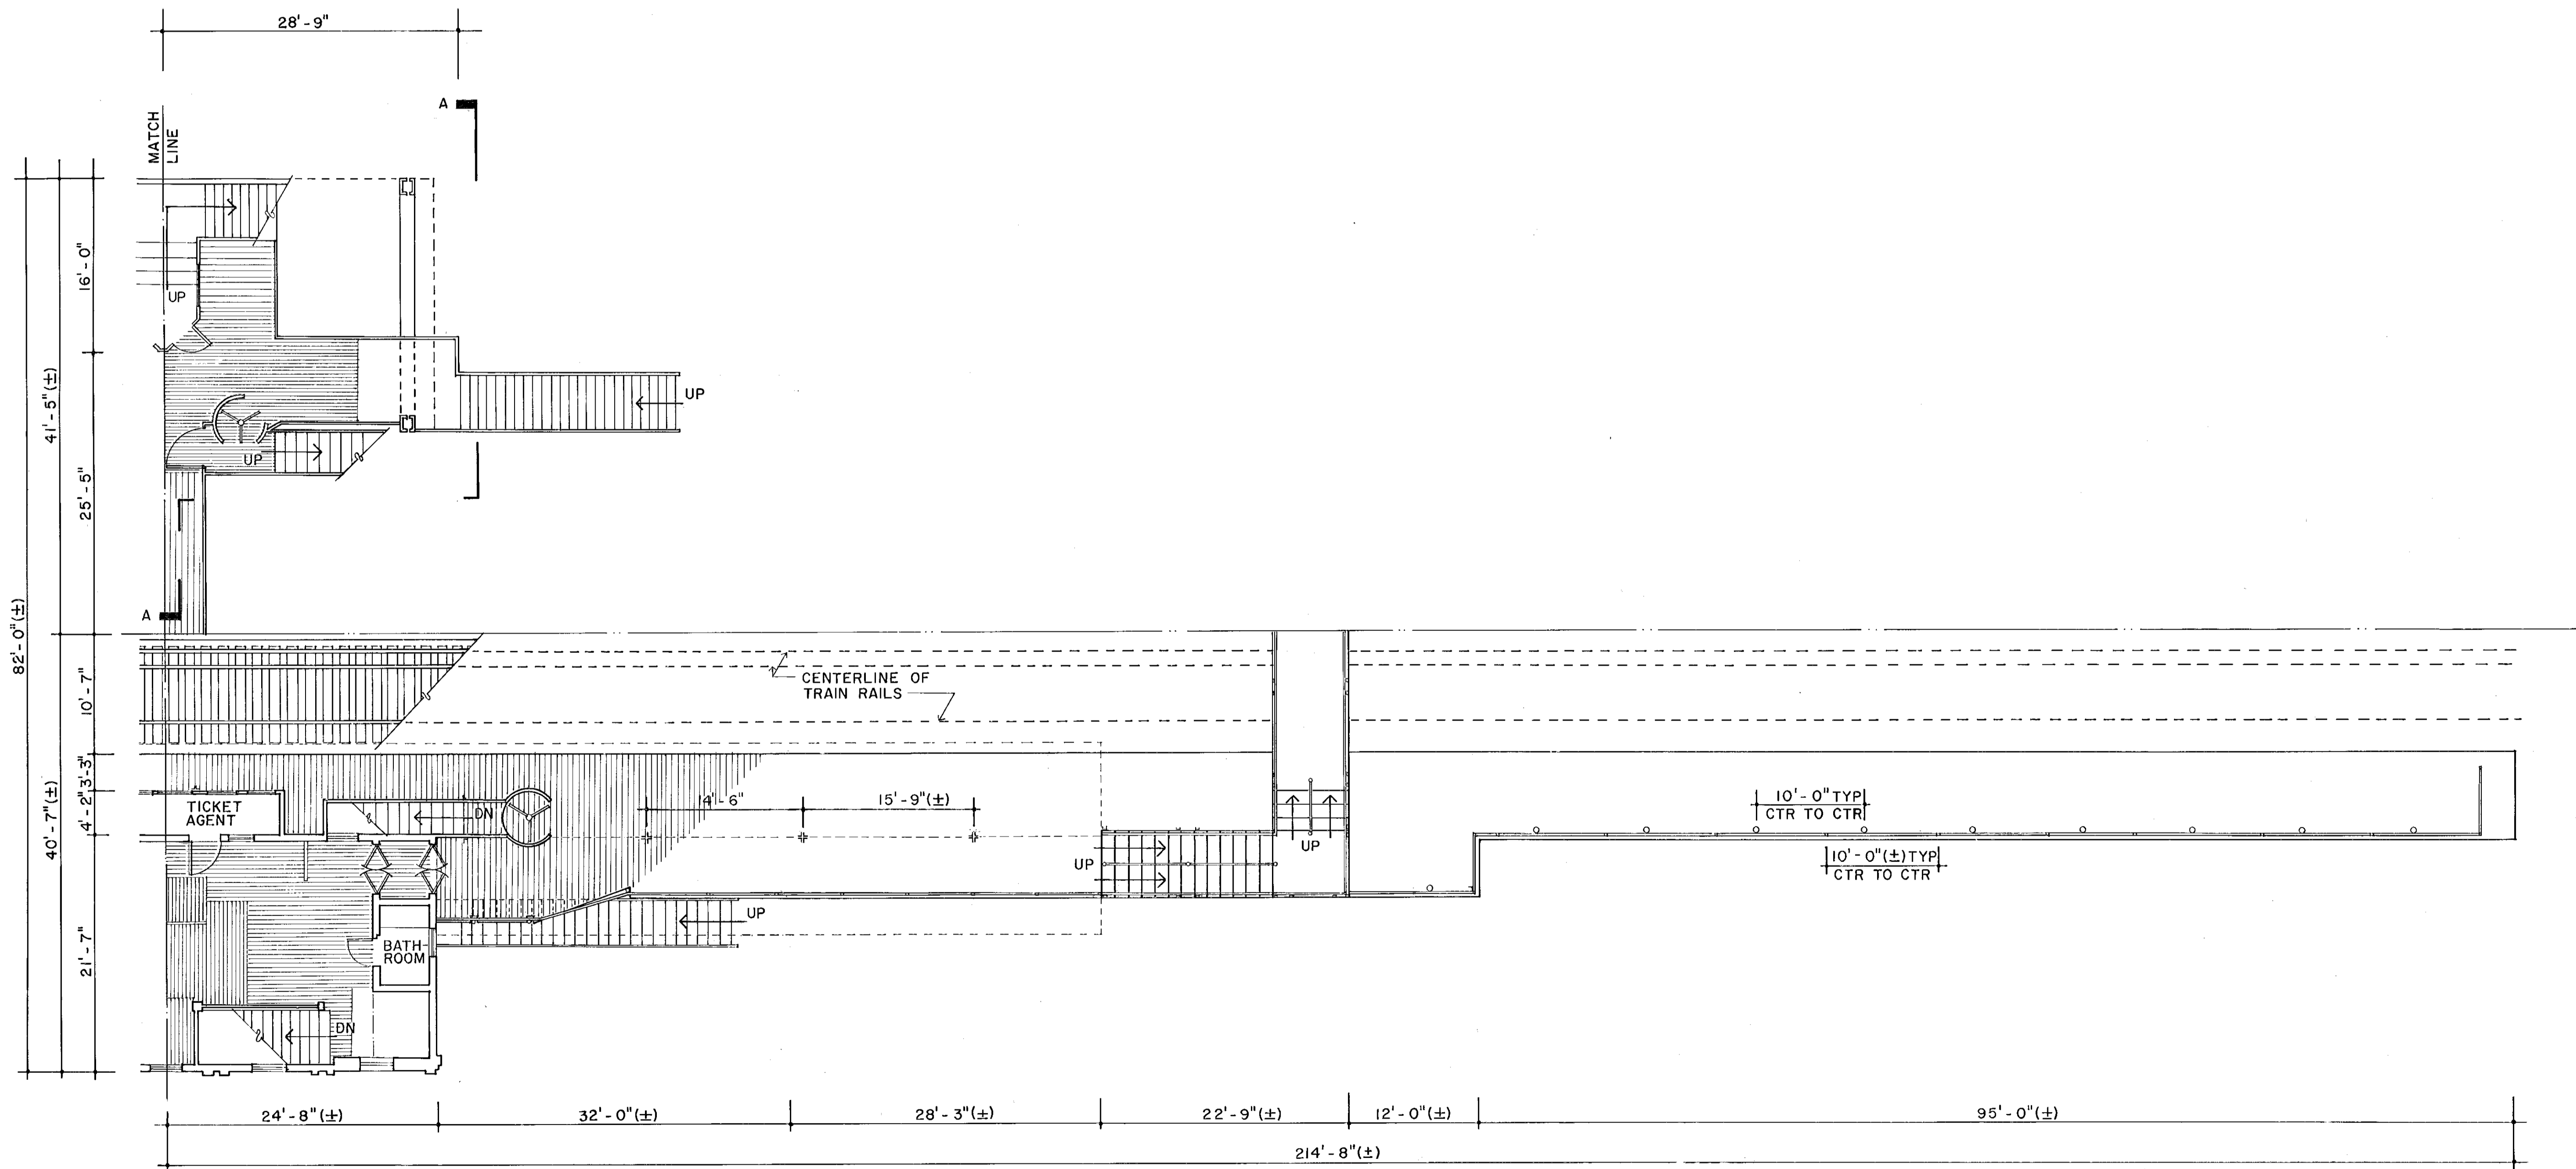 28'-9"
A
MATCH
LINE
16'-0"
UP
41'-5"(±)
UP
UP
25'-5"
A
82'-0"(±)
10'-7"
CENTERLINE OF
TRAIN RAILS
3'-3"
4'-2"
TICKET
AGENT
DN
14'-6"
15'-9"(±)
10'-0" TYP
CTR TO CTR
40'-7"(±)
UP
UP
10'-0"(±) TYP
CTR TO CTR
UP
21'-7"
BATH-
ROOM
DN
24'-8"(±)
32'-0"(±)
28'-3"(±)
22'-9"(±)
12'-0"(±)
95'-0"(±)
214'-8"(±)